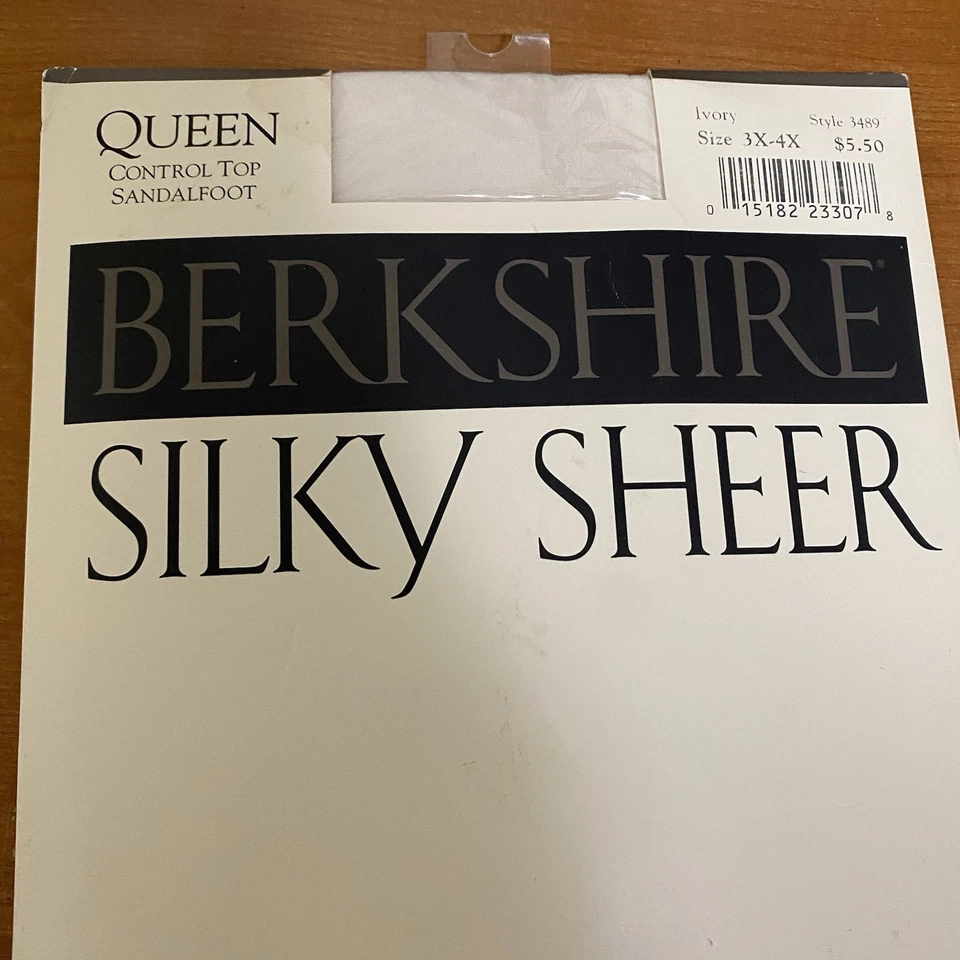 QUEEN
CONTROL TOP
SANDALFOOT
Ivory Style 3489
Size 3X-4X $5.50
0 15182 23307 8
BERKSHIRE®
SILKY SHEER